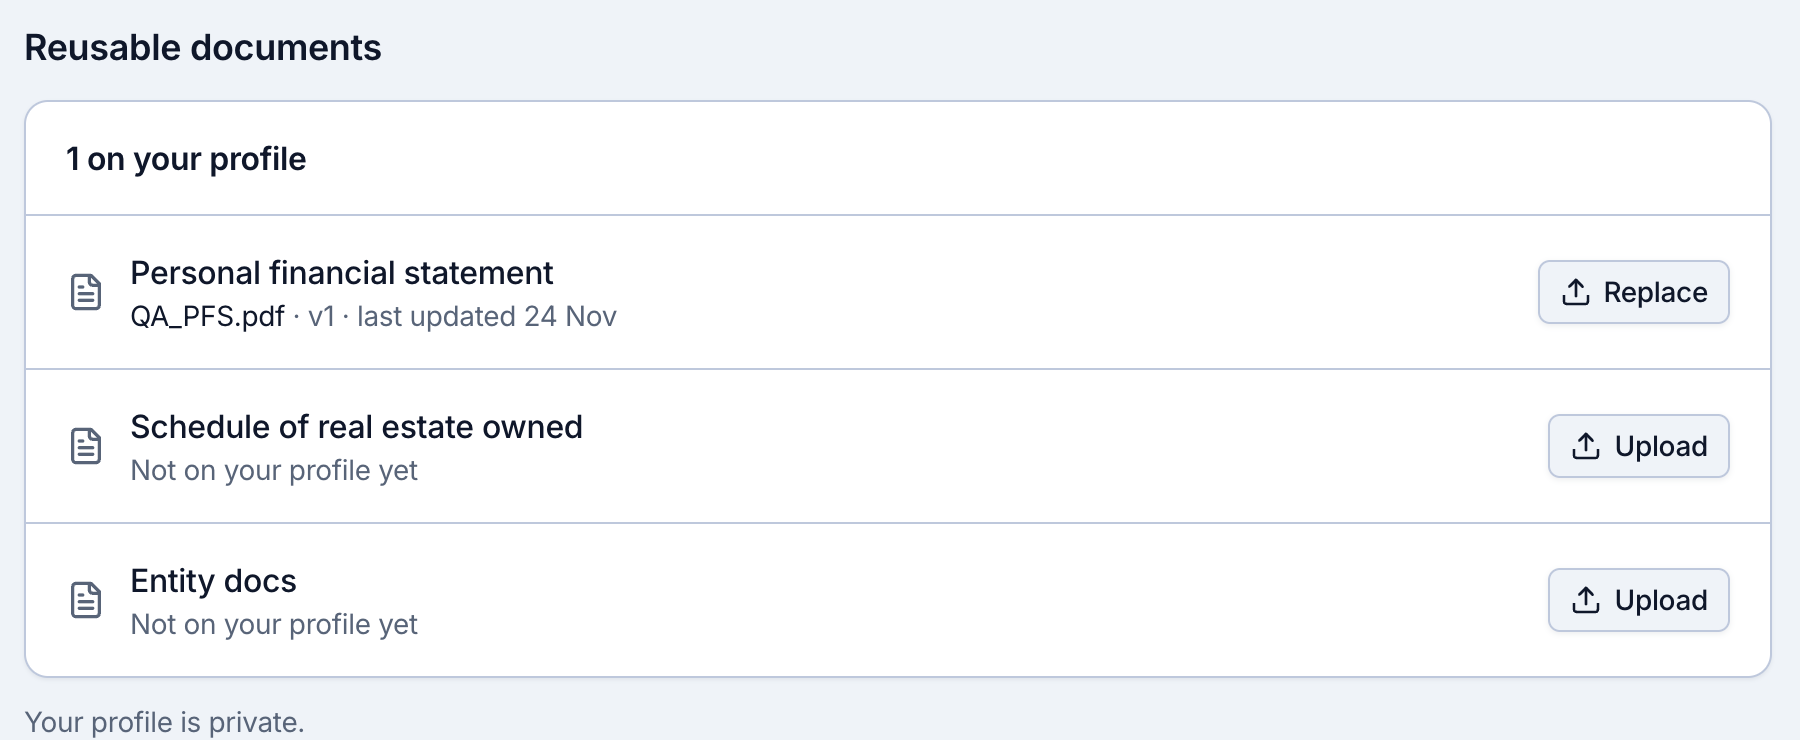 Reusable documents
1 on your profile
Personal financial statement
QA_PFS.pdf · v1 · last updated 24 Nov
Replace
Schedule of real estate owned
Not on your profile yet
Upload
Entity docs
Not on your profile yet
Upload
Your profile is private.